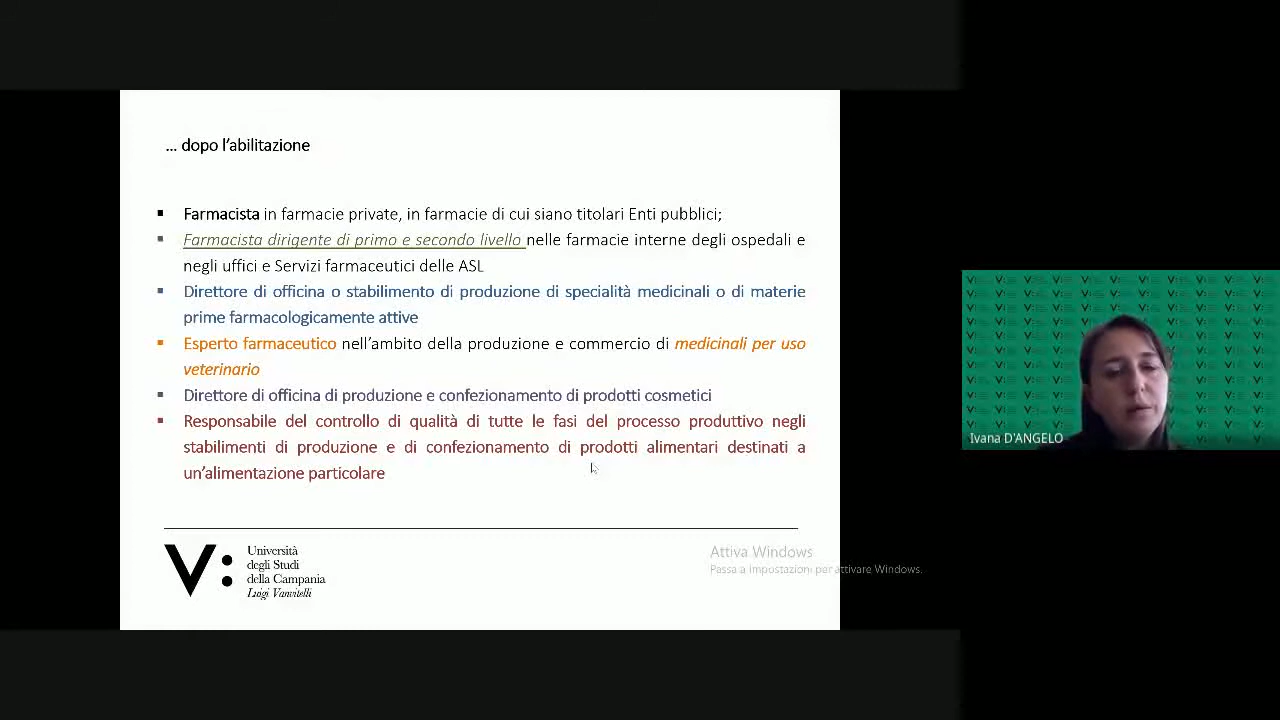 ... dopo l'abilitazione
▪ Farmacista in farmacie private, in farmacie di cui siano titolari Enti pubblici;
▪ Farmacista dirigente di primo e secondo livello nelle farmacie interne degli ospedali e
negli uffici e Servizi farmaceutici delle ASL
▪ Direttore di officina o stabilimento di produzione di specialità medicinali o di materie
prime farmacologicamente attive
▪ Esperto farmaceutico nell'ambito della produzione e commercio di medicinali per uso
veterinario
▪ Direttore di officina di produzione e confezionamento di prodotti cosmetici
▪ Responsabile del controllo di qualità di tutte le fasi del processo produttivo negli
stabilimenti di produzione e di confezionamento di prodotti alimentari destinati a
un'alimentazione particolare
V:
Università
degli Studi
della Campania
Luigi Vanvitelli
Attiva Windows
Passa a impostazioni per attivare Windows.
Ivana D'ANGELO